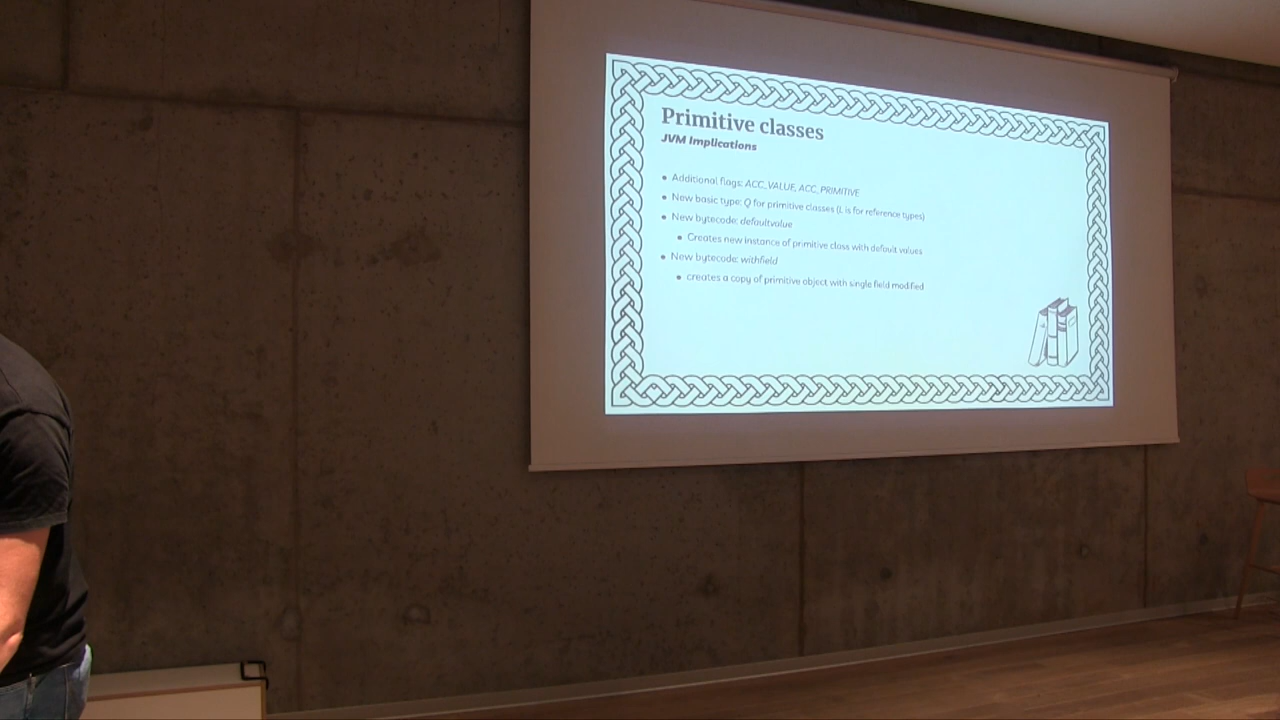 Primitive classes
JVM Implications
• Additional flags: ACC_VALUE, ACC_PRIMITIVE
• New basic type: Q for primitive classes (L is for reference types)
• New bytecode: defaultvalue
• Creates new instance of primitive class with default values
• New bytecode: withfield
• creates a copy of primitive object with single field modified